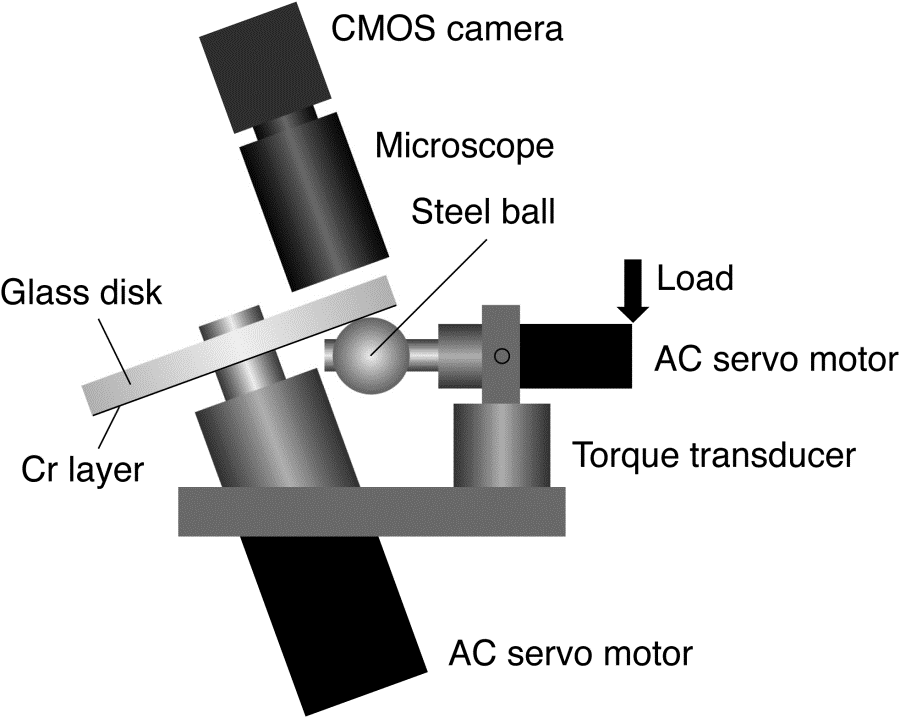 CMOS camera
Microscope
Steel ball
Glass disk
Load
AC servo motor
Cr layer
Torque transducer
AC servo motor